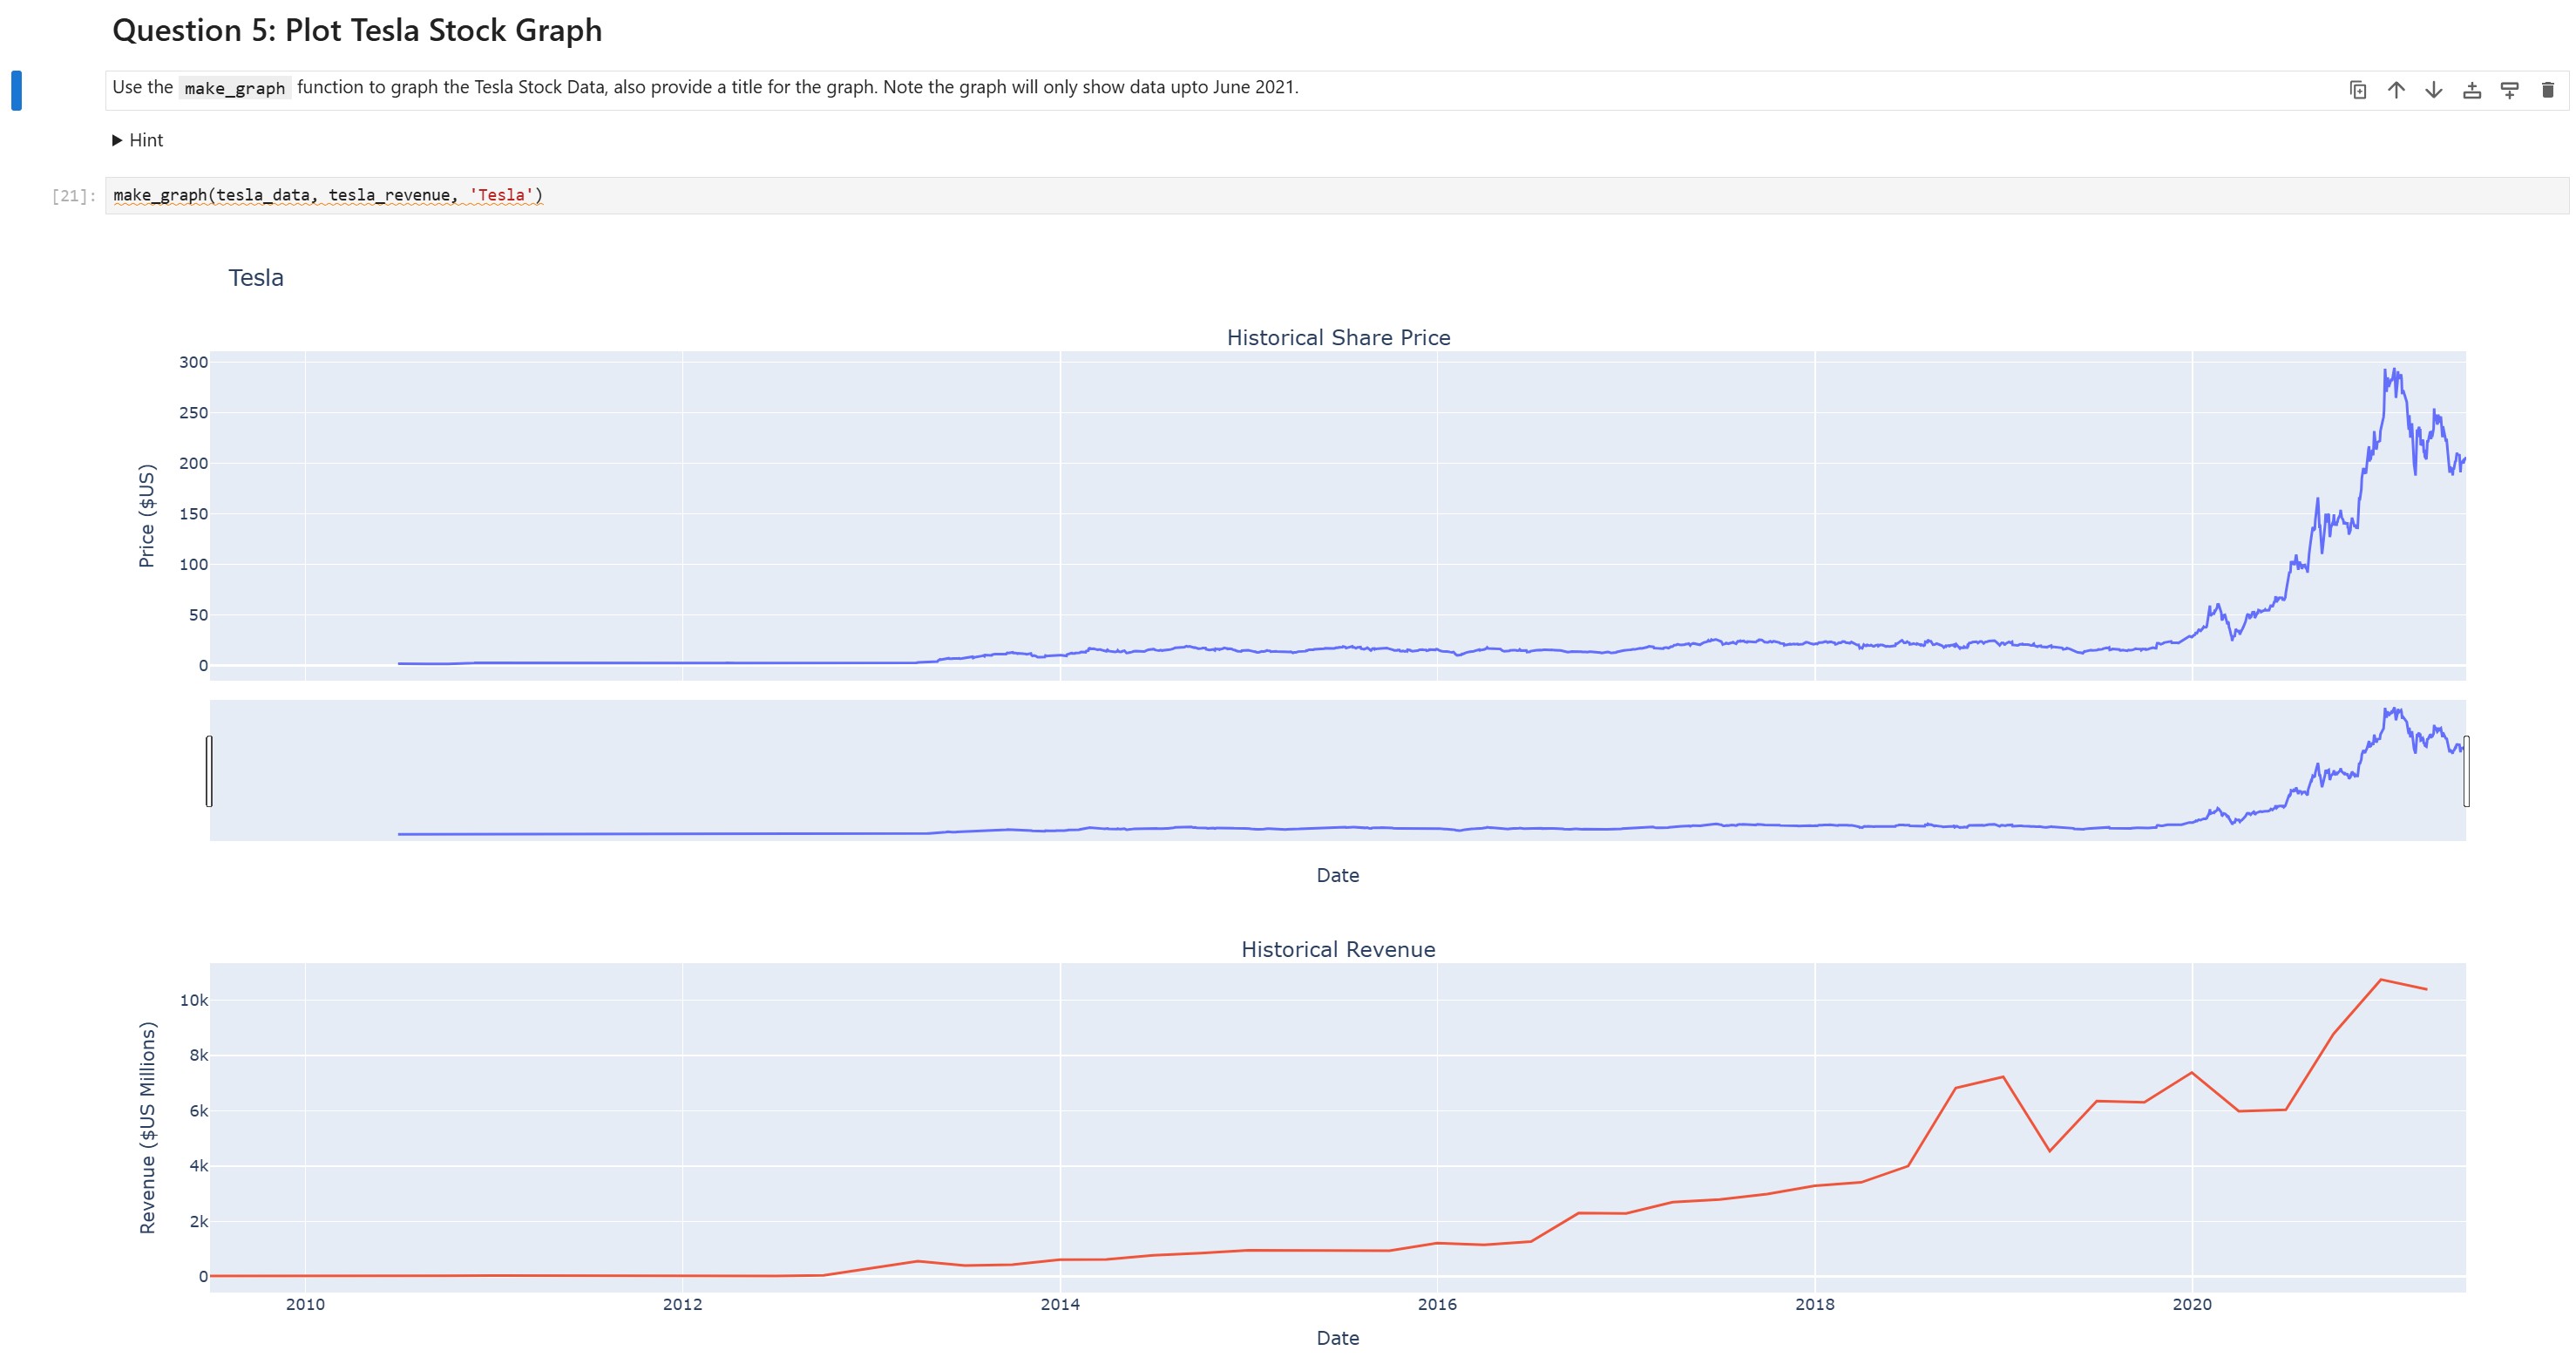 Question 5: Plot Tesla Stock Graph
Use the make_graph function to graph the Tesla Stock Data, also provide a title for the graph. Note the graph will only show data upto June 2021.
Hint
[21]: make_graph(tesla_data, tesla_revenue, 'Tesla')
Tesla
Historical Share Price
300
250
200
150
100
50
0
Price ($US)
Date
Historical Revenue
10k
8k
6k
4k
2k
0
Revenue ($US Millions)
2010 2012 2014 2016 2018 2020
Date